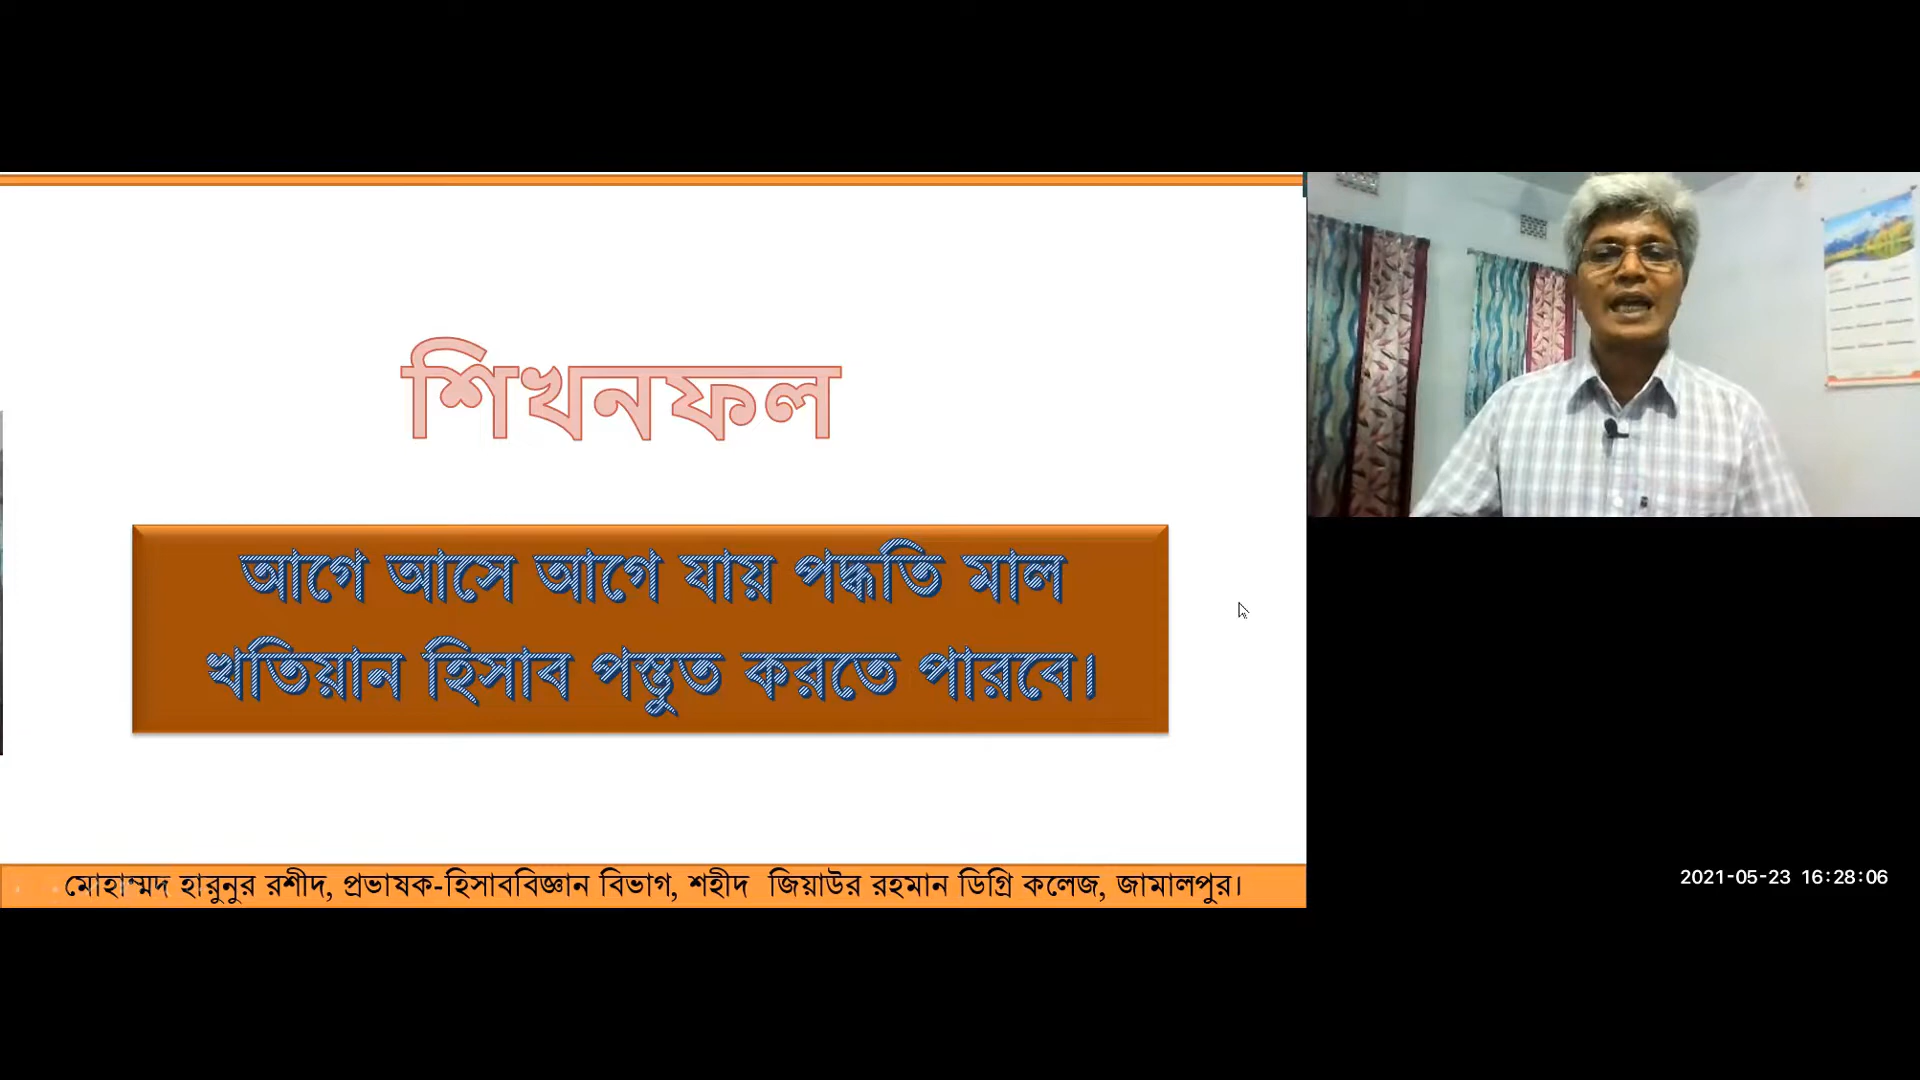 শিখনফল
আগে আসে আগে যায় পদ্ধতি মাল
খতিয়ান হিসাব পস্তুত করতে পারবে।
মোহাম্মদ হারুনুর রশীদ, প্রভাষক-হিসাববিজ্ঞান বিভাগ, শহীদ জিয়াউর রহমান ডিগ্রি কলেজ, জামালপুর।
2021-05-23 16:28:06